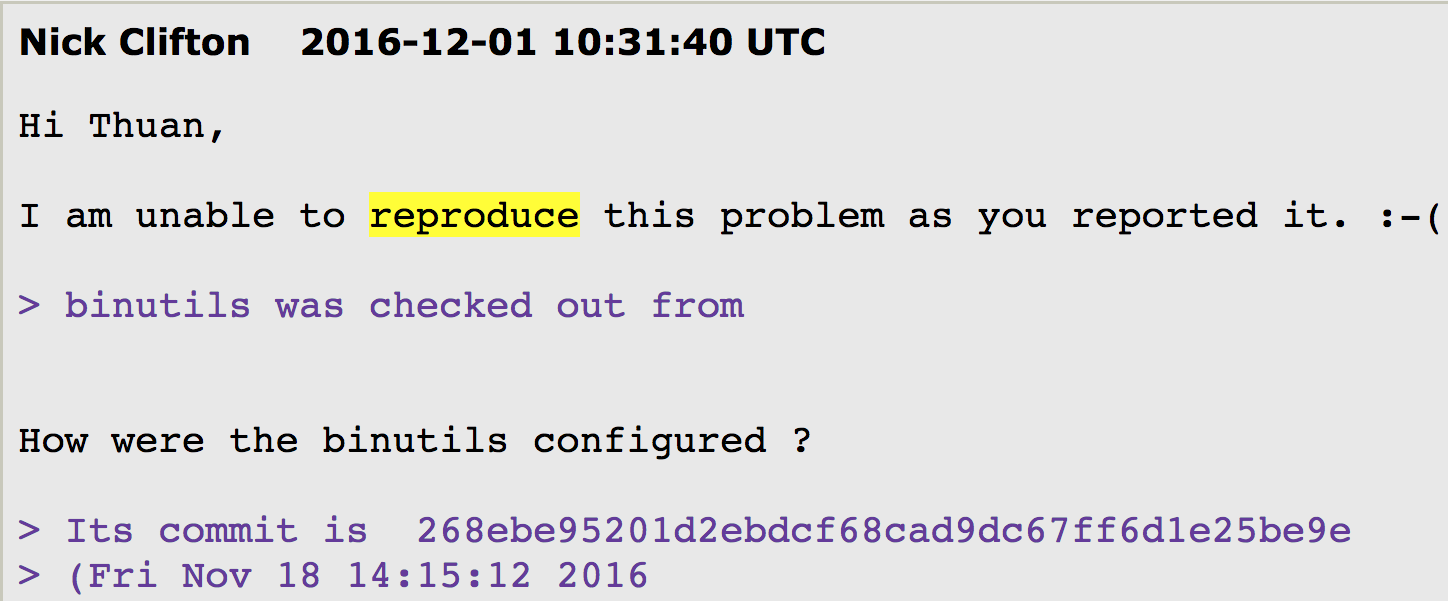 Nick Clifton 2016-12-01 10:31:40 UTC
Hi Thuan,
I am unable to reproduce this problem as you reported it. :-(
> binutils was checked out from
How were the binutils configured ?
> Its commit is 268ebe95201d2ebdcf68cad9dc67ff6d1e25be9e
> (Fri Nov 18 14:15:12 2016